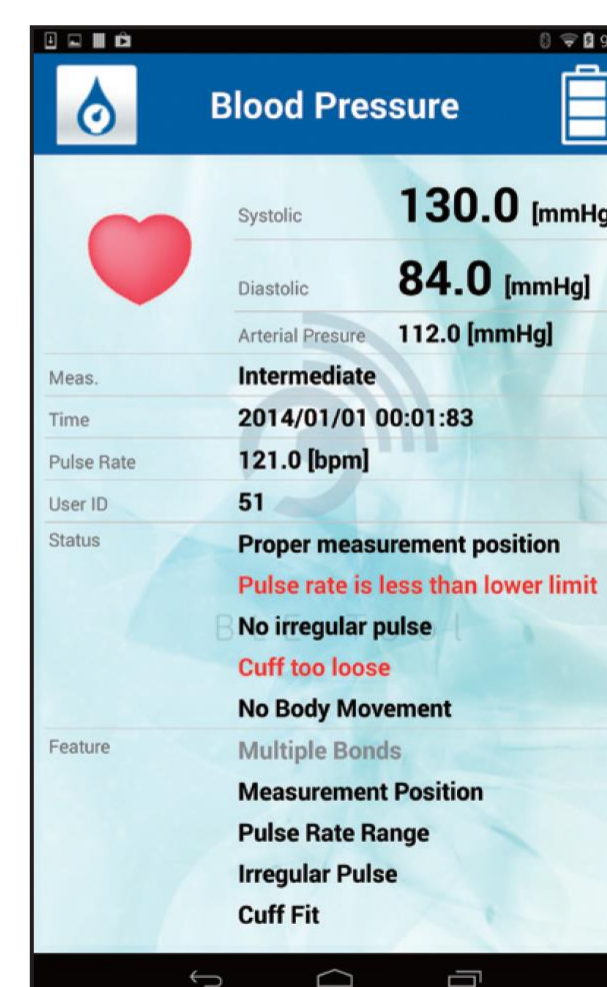 Blood Pressure
Systolic 130.0 [mmHg
Diastolic 84.0 [mmHg]
Arterial Presure 112.0 [mmHg]
Meas. Intermediate
Time 2014/01/01 00:01:83
Pulse Rate 121.0 [bpm]
User ID 51
Status Proper measurement position
Pulse rate is less than lower limit
No irregular pulse
Cuff too loose
No Body Movement
Feature Multiple Bonds
Measurement Position
Pulse Rate Range
Irregular Pulse
Cuff Fit